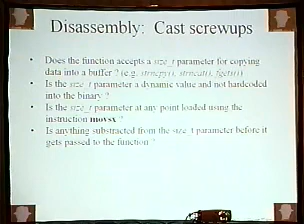 Disassembly: Cast screwups
• Does the function accepts a size_t parameter for copying
data into a buffer ? (e.g. strncpy(), strncat(), fgets())
• Is the size_t parameter a dynamic value and not hardcoded
into the binary ?
• Is the size_t parameter at any point loaded using the
instruction movsx ?
• Is anything substracted from the size_t parameter before it
gets passed to the function ?